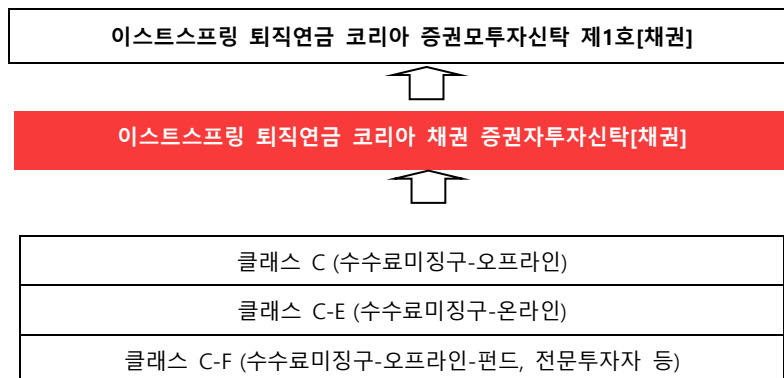 이스트스프링 퇴직연금 코리아 증권모투자신탁 제1호[채권]
이스트스프링 퇴직연금 코리아 채권 증권자투자신탁[채권]
클래스 C (수수료미징구-오프라인)
클래스 C-E (수수료미징구-온라인)
클래스 C-F (수수료미징구-오프라인-펀드, 전문투자자 등)